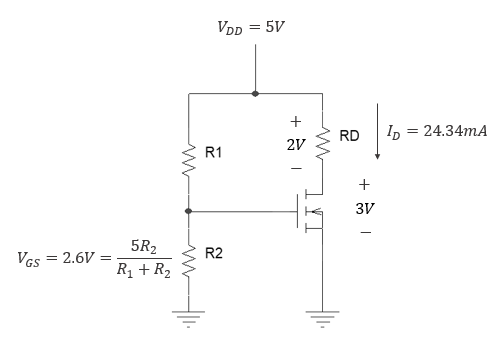 V_DD = 5V
+
2V
−
RD
I_D = 24.34mA
R1
+
3V
−
V_GS = 2.6V = 5R_2 / (R_1 + R_2)
R2